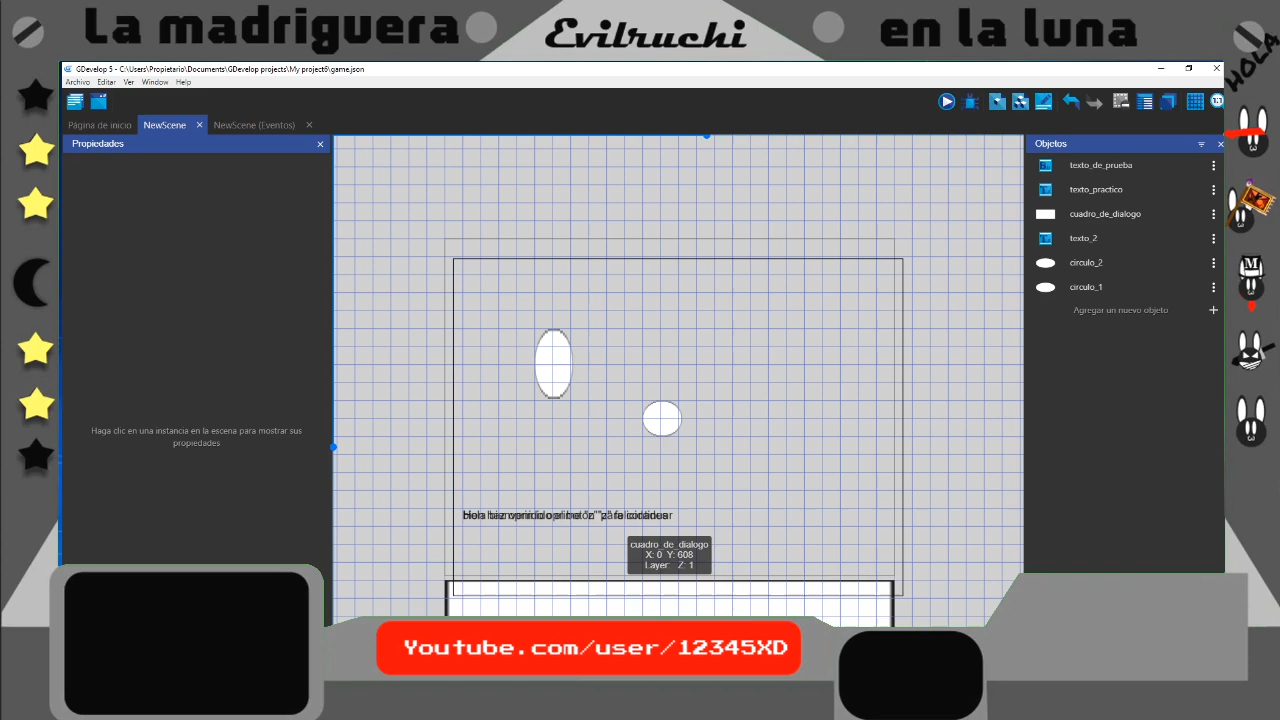 La madriguera
Evilruchi
en la luna
HOLA
GDevelop 5 - C:\Users\Propietario\Documents\GDevelop projects\My project6\game.json
Archivo Editar Ver Window Help
1:1
Página de inicio
NewScene
NewScene (Eventos)
Propiedades
Haga clic en una instancia en la escena para mostrar sus
propiedades
cuadro_de_dialogo
X: 0 Y: 608
Layer: Z: 1
Objetos
texto_de_prueba
texto_practico
cuadro_de_dialogo
texto_2
circulo_2
circulo_1
Agregar un nuevo objeto
M
Youtube.com/user/12345XD